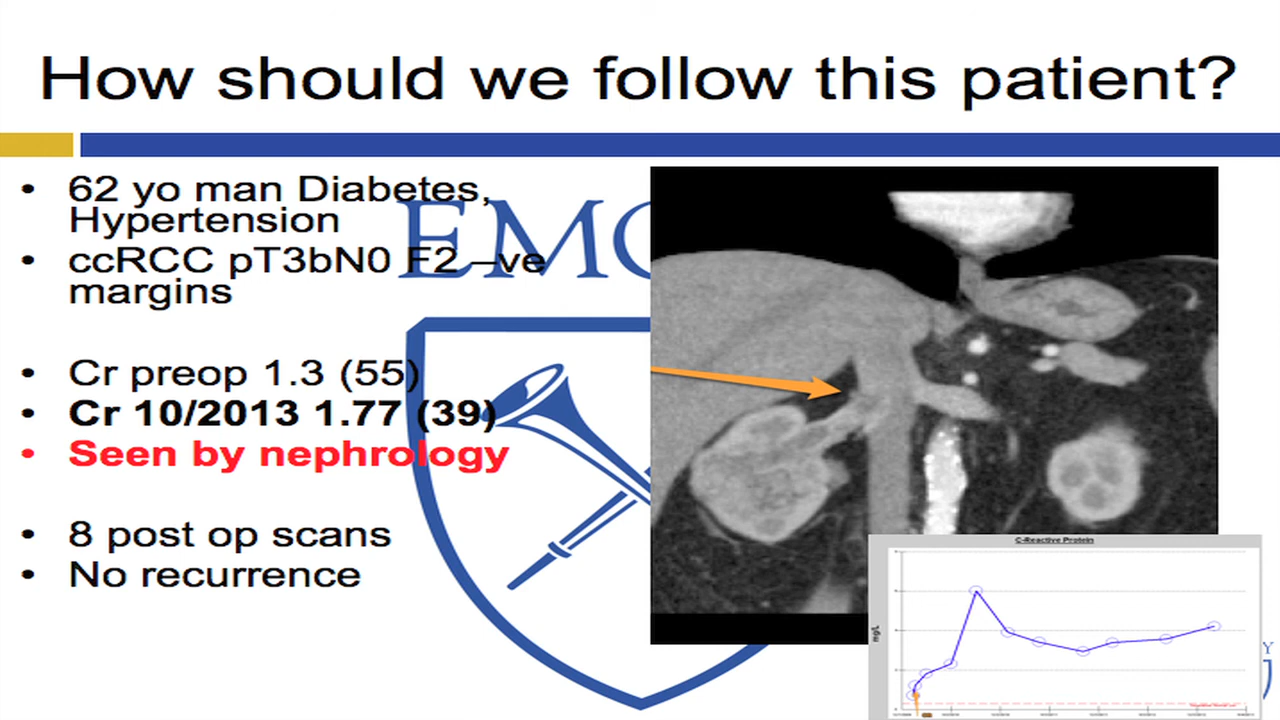 How should we follow this patient?
• 62 yo man Diabetes,
Hypertension
• ccRCC pT3bN0 F2 –ve
margins
• Cr preop 1.3 (55)
• Cr 10/2013 1.77 (39)
• Seen by nephrology
• 8 post op scans
• No recurrence
EMO
C-Reactive Protein
mg/L
Y